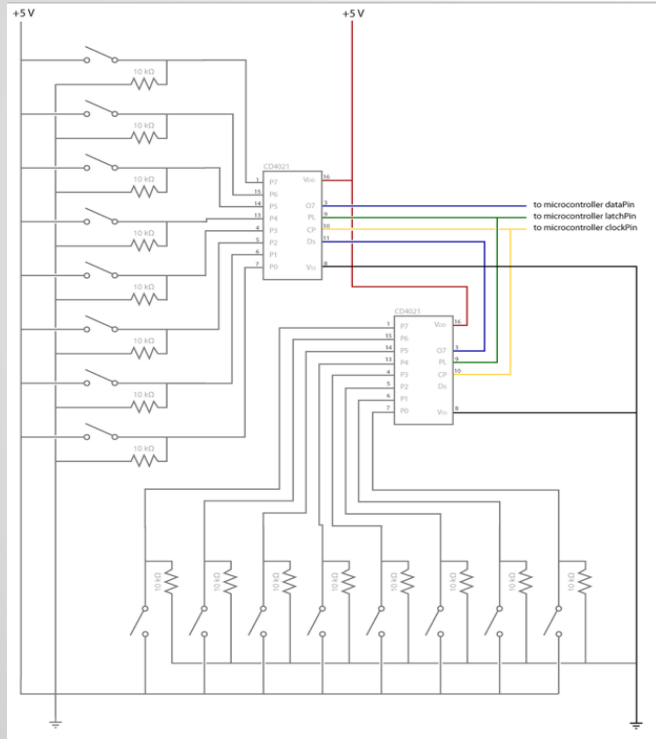 +5 V
+5 V
10 kΩ
10 kΩ
10 kΩ
10 kΩ
10 kΩ
10 kΩ
10 kΩ
10 kΩ
CD4021
1 P7 VDD 16
15 P6
14 P5 O7 3
13 P4 PL 9
4 P3 CP 10
5 P2 Ds 11
6 P1
7 P0 Vss 8
to microcontroller dataPin
to microcontroller latchPin
to microcontroller clockPin
CD4021
1 P7 VDD 16
15 P6
14 P5 O7 3
13 P4 PL 9
4 P3 CP 10
5 P2 Ds
6 P1
7 P0 Vss 8
10 kΩ
10 kΩ
10 kΩ
10 kΩ
10 kΩ
10 kΩ
10 kΩ
10 kΩ